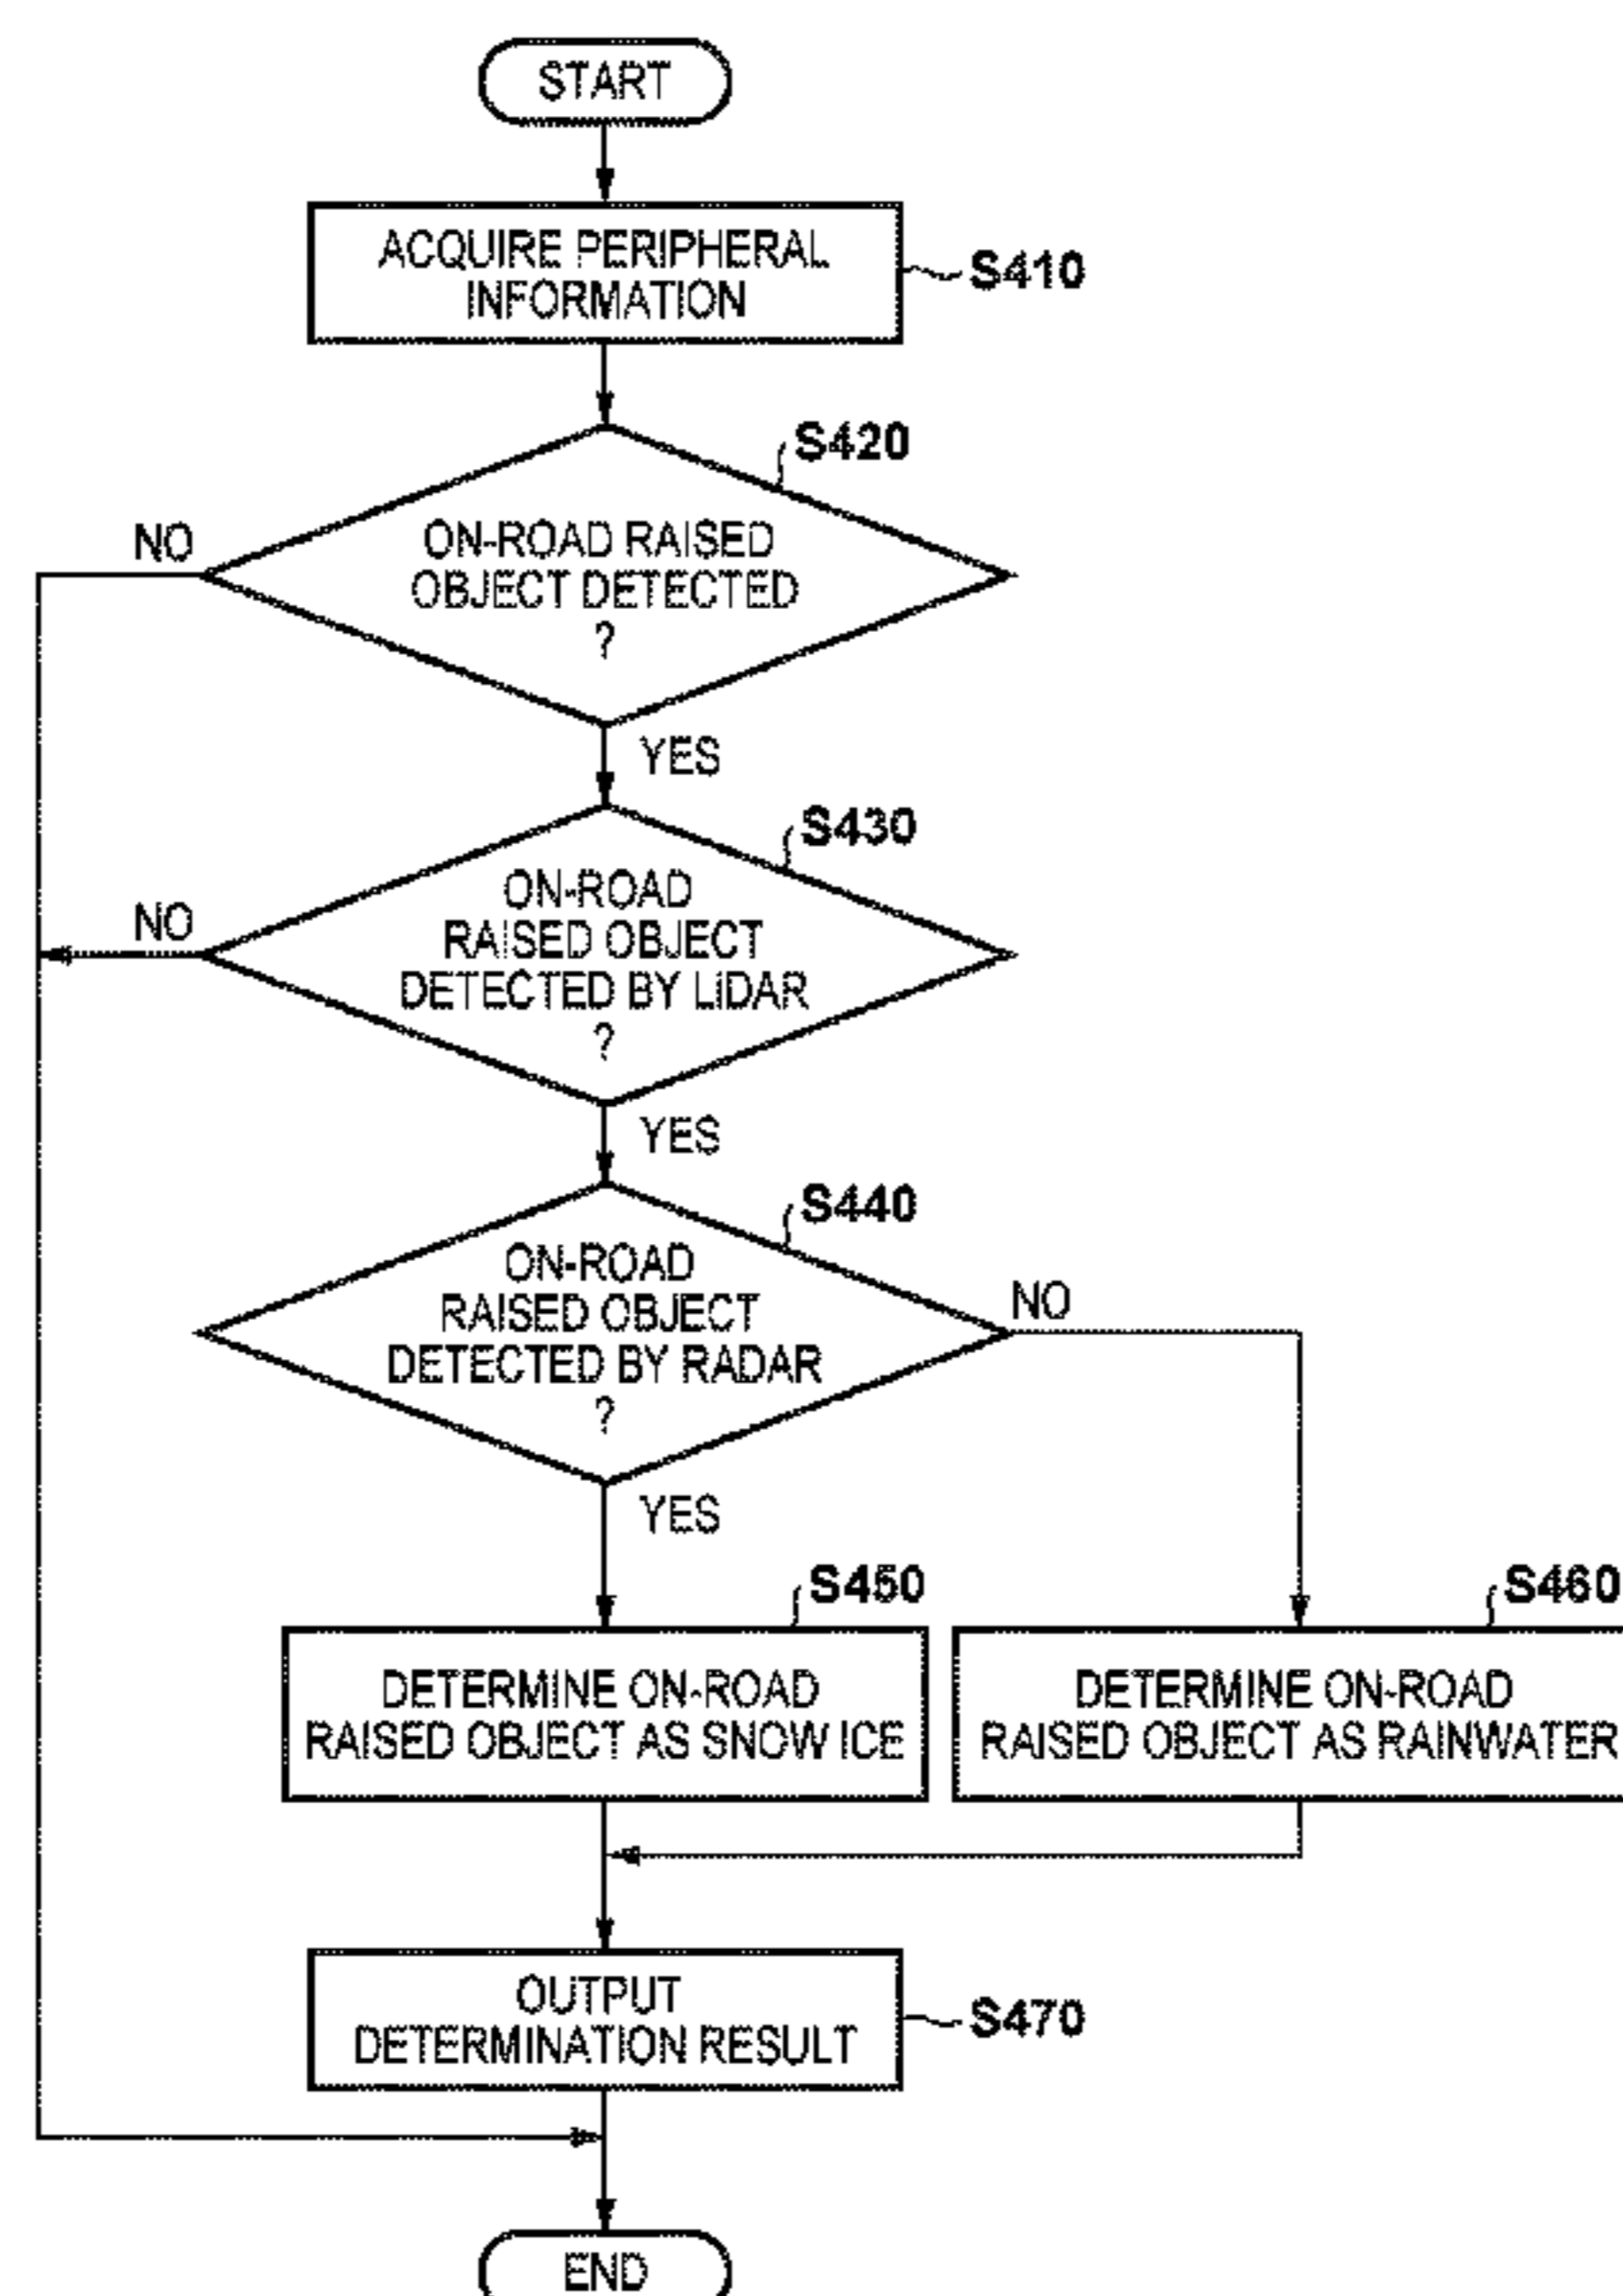 START
ACQUIRE PERIPHERAL
INFORMATION
S410
S420
NO
ON-ROAD RAISED
OBJECT DETECTED
?
YES
S430
NO
ON-ROAD
RAISED OBJECT
DETECTED BY LiDAR
?
YES
S440
ON-ROAD
RAISED OBJECT
DETECTED BY RADAR
?
NO
YES
S450
DETERMINE ON-ROAD
RAISED OBJECT AS SNOW ICE
S460
DETERMINE ON-ROAD
RAISED OBJECT AS RAINWATER
OUTPUT
DETERMINATION RESULT
S470
END